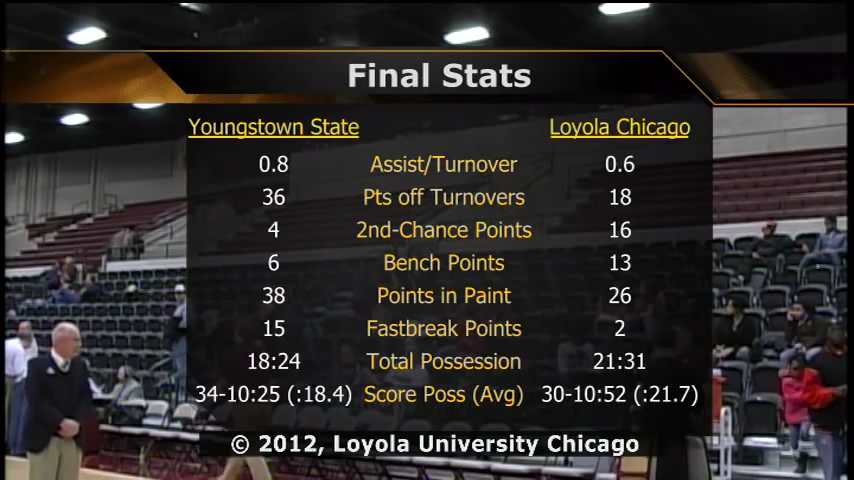 Final Stats
Youngstown State Loyola Chicago
0.8 Assist/Turnover 0.6
36 Pts off Turnovers 18
4 2nd-Chance Points 16
6 Bench Points 13
38 Points in Paint 26
15 Fastbreak Points 2
18:24 Total Possession 21:31
34-10:25 (:18.4) Score Poss (Avg) 30-10:52 (:21.7)
© 2012, Loyola University Chicago